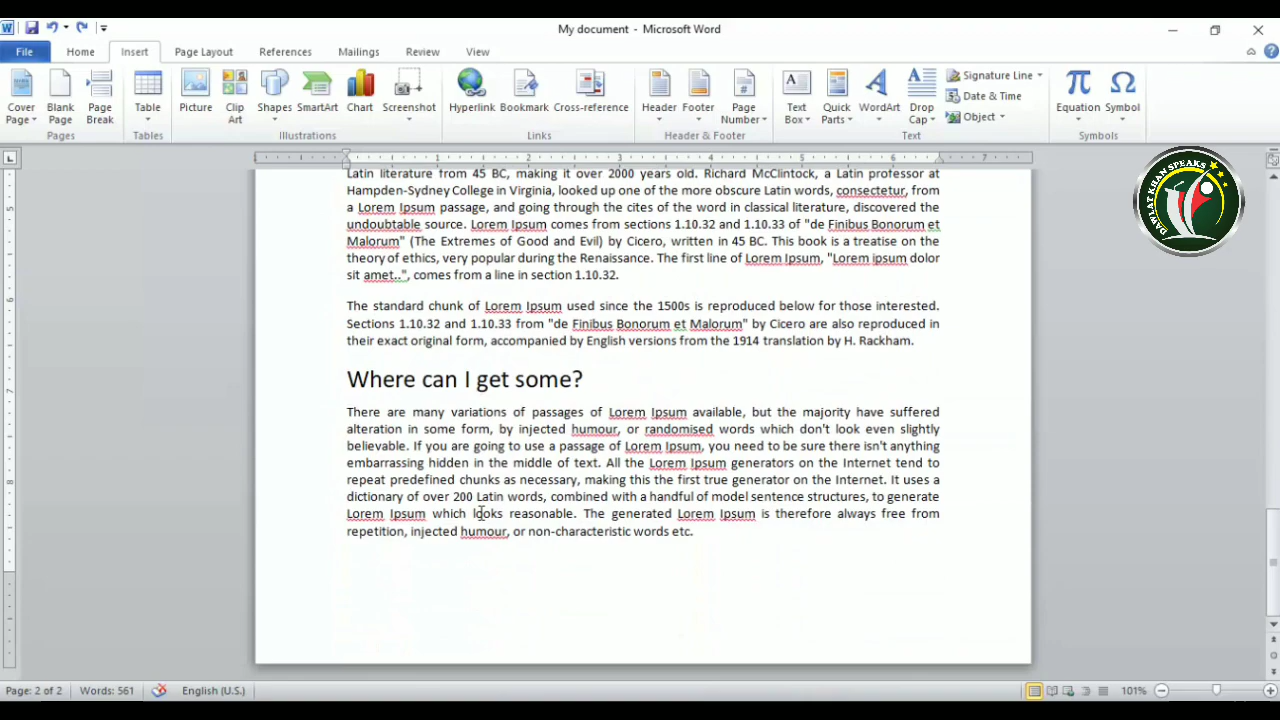 My document - Microsoft Word
File Home Insert Page Layout References Mailings Review View
Cover Page Blank Page Page Break Table Picture Clip Art Shapes SmartArt Chart Screenshot Hyperlink Bookmark Cross-reference Header Footer Page Number Text Box Quick Parts WordArt Drop Cap Signature Line Date & Time Object Equation Symbol
Pages Tables Illustrations Links Header & Footer Text Symbols
1 2 3 4 5 6 7
DAWLAT KHAN SPEAKS
Latin literature from 45 BC, making it over 2000 years old. Richard McClintock, a Latin professor at
Hampden-Sydney College in Virginia, looked up one of the more obscure Latin words, consectetur, from
a Lorem Ipsum passage, and going through the cites of the word in classical literature, discovered the
undoubtable source. Lorem Ipsum comes from sections 1.10.32 and 1.10.33 of "de Finibus Bonorum et
Malorum" (The Extremes of Good and Evil) by Cicero, written in 45 BC. This book is a treatise on the
theory of ethics, very popular during the Renaissance. The first line of Lorem Ipsum, "Lorem ipsum dolor
sit amet..", comes from a line in section 1.10.32.
The standard chunk of Lorem Ipsum used since the 1500s is reproduced below for those interested.
Sections 1.10.32 and 1.10.33 from "de Finibus Bonorum et Malorum" by Cicero are also reproduced in
their exact original form, accompanied by English versions from the 1914 translation by H. Rackham.
Where can I get some?
There are many variations of passages of Lorem Ipsum available, but the majority have suffered
alteration in some form, by injected humour, or randomised words which don't look even slightly
believable. If you are going to use a passage of Lorem Ipsum, you need to be sure there isn't anything
embarrassing hidden in the middle of text. All the Lorem Ipsum generators on the Internet tend to
repeat predefined chunks as necessary, making this the first true generator on the Internet. It uses a
dictionary of over 200 Latin words, combined with a handful of model sentence structures, to generate
Lorem Ipsum which looks reasonable. The generated Lorem Ipsum is therefore always free from
repetition, injected humour, or non-characteristic words etc.
Page: 2 of 2 Words: 561 English (U.S.) 101%